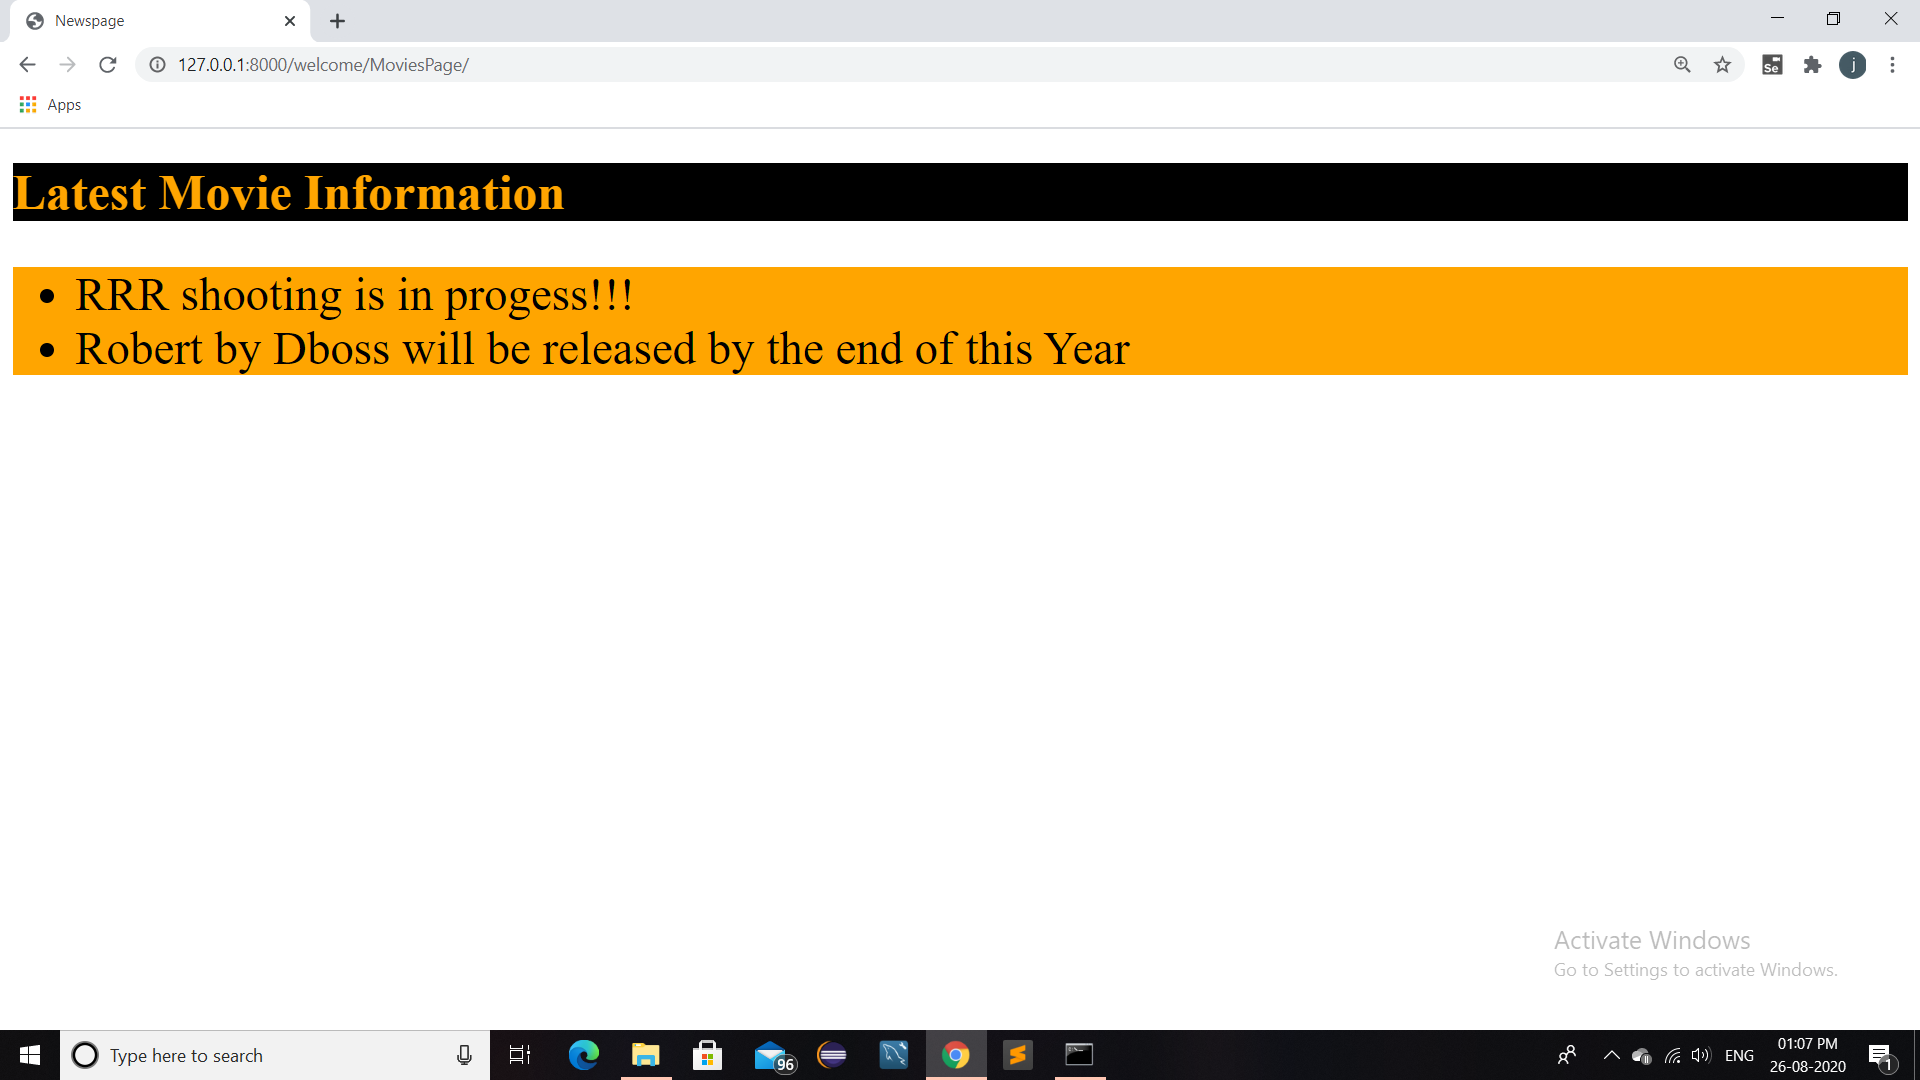 Newspage
127.0.0.1:8000/welcome/MoviesPage/
Se
j
Apps
Latest Movie Information
RRR shooting is in progess!!!
Robert by Dboss will be released by the end of this Year
Activate Windows
Go to Settings to activate Windows.
Type here to search
96
ENG
01:07 PM
26-08-2020
1